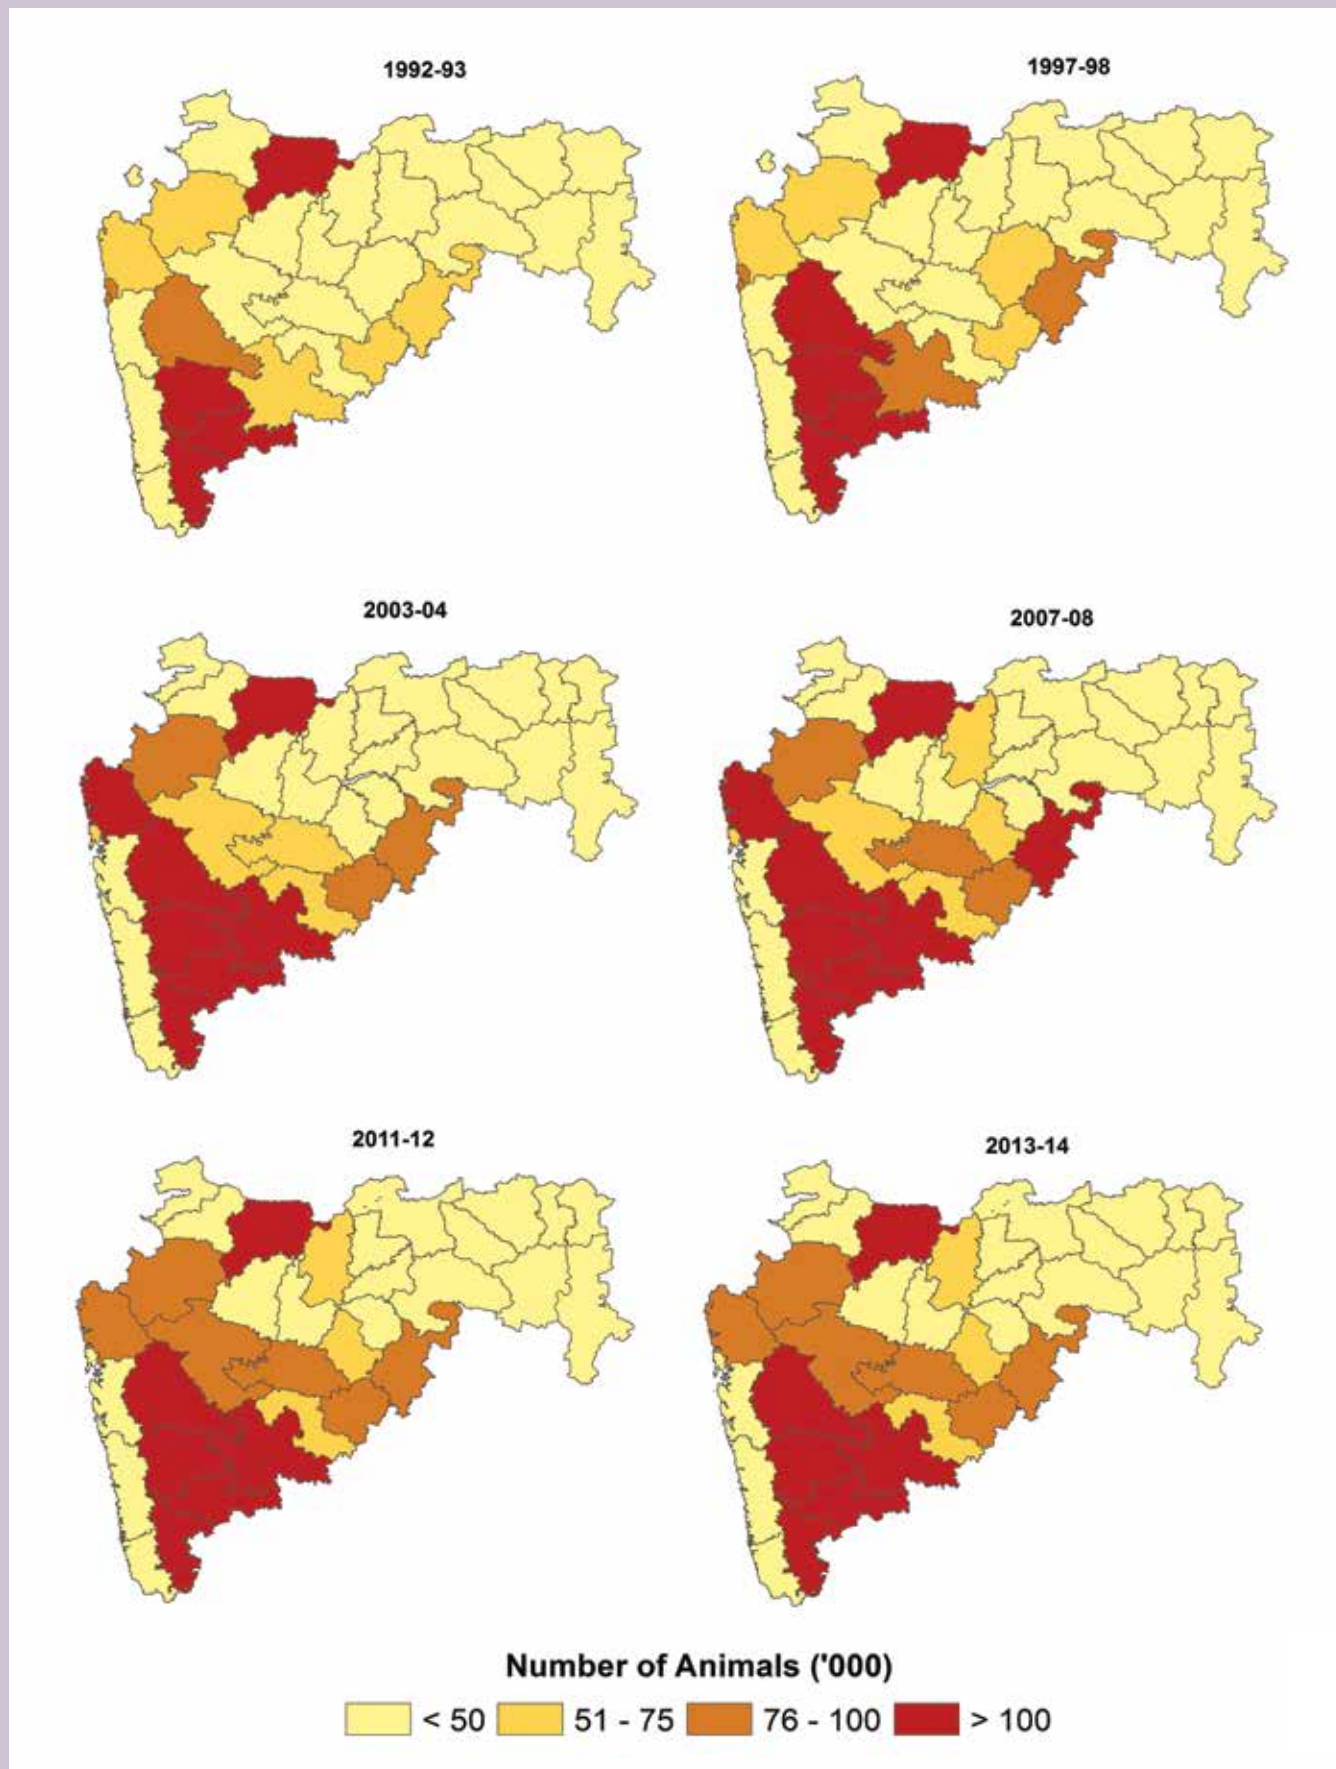 1992-93
1997-98
2003-04
2007-08
2011-12
2013-14
Number of Animals ('000)
< 50
51 - 75
76 - 100
> 100